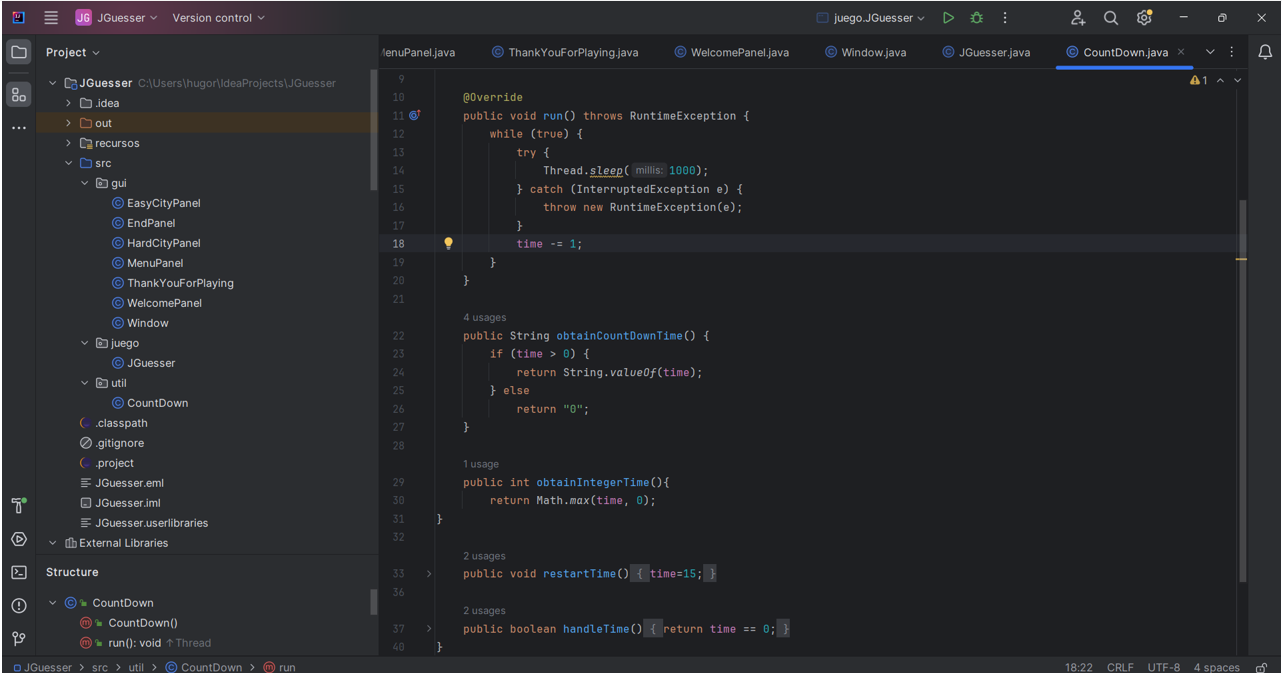 JG JGuesser Version control juego.JGuesser
Project
MenuPanel.java ThankYouForPlaying.java WelcomePanel.java Window.java JGuesser.java CountDown.java
JGuesser C:\Users\hugor\IdeaProjects\JGuesser
.idea
out
recursos
src
gui
EasyCityPanel
EndPanel
HardCityPanel
MenuPanel
ThankYouForPlaying
WelcomePanel
Window
juego
JGuesser
util
CountDown
.classpath
.gitignore
.project
JGuesser.eml
JGuesser.iml
JGuesser.userlibraries
External Libraries
Structure
CountDown
CountDown()
run(): void ↑Thread
1
9
10 @Override
11 public void run() throws RuntimeException {
12 while (true) {
13 try {
14 Thread.sleep( millis: 1000);
15 } catch (InterruptedException e) {
16 throw new RuntimeException(e);
17 }
18 time -= 1;
19 }
20 }
21
4 usages
22 public String obtainCountDownTime() {
23 if (time > 0) {
24 return String.valueOf(time);
25 } else
26 return "0";
27 }
28
1 usage
29 public int obtainIntegerTime(){
30 return Math.max(time, 0);
31 }
32
2 usages
33 public void restartTime() { time=15; }
36
2 usages
37 public boolean handleTime() { return time == 0; }
40 }
JGuesser > src > util > CountDown > run 18:22 CRLF UTF-8 4 spaces